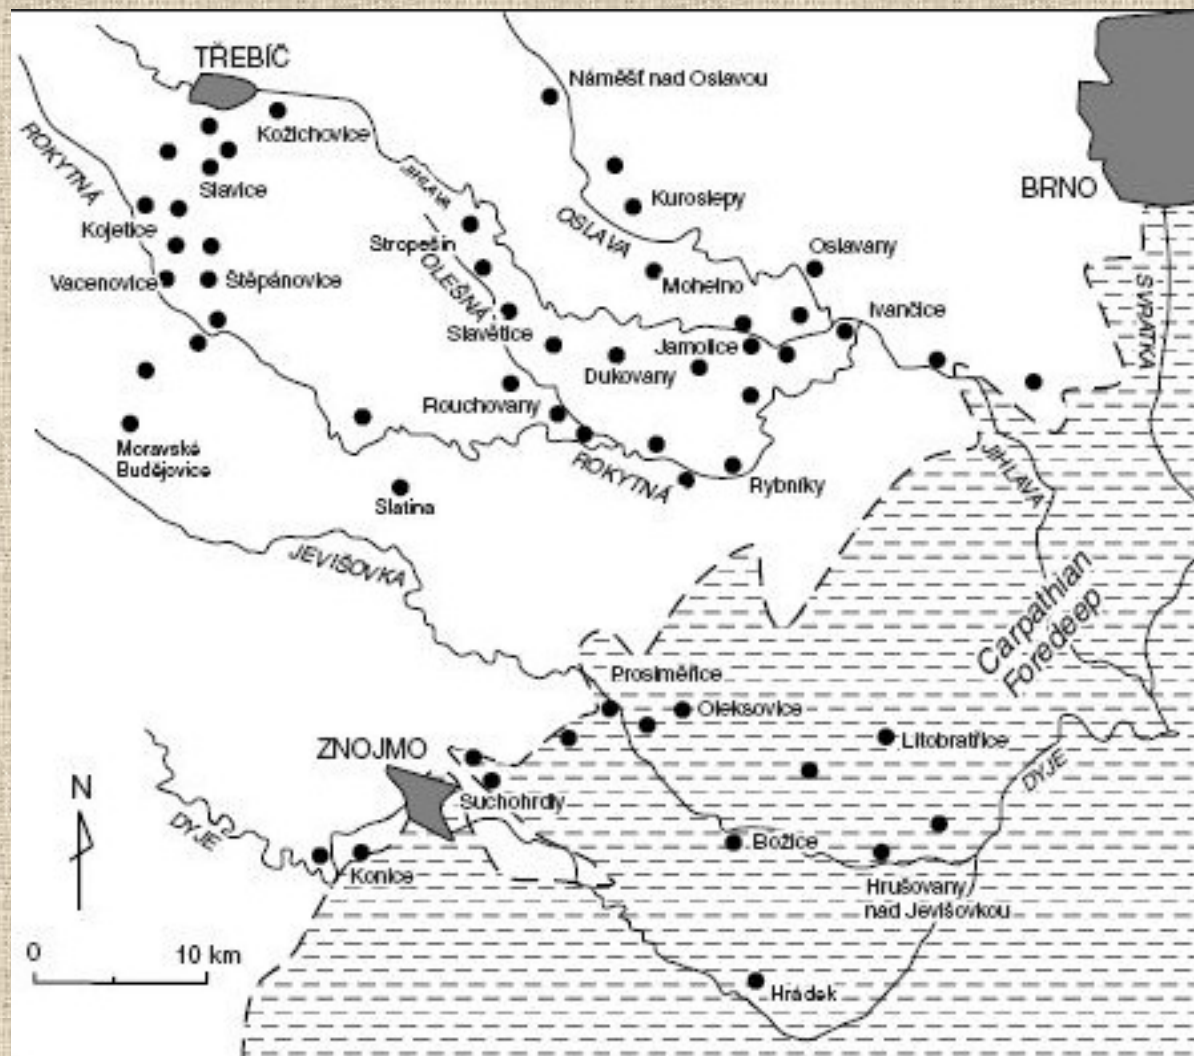 TŘEBÍČ
Náměšť nad Oslavou
Kožichovice
ROKYTNÁ
JIHLAVA
BRNO
Slavice
Kuroslepy
OSLAVA
Kojetice
Stropešín
Oslavany
Vacenovice
Štěpánovice
OLEŠNÁ
Mohelno
SVRATKA
Ivančice
Slavětice
Jamolice
Dukovany
Rouchovany
Moravské
Budějovice
ROKYTNÁ
Rybníky
JIHLAVA
Slatina
JEVIŠOVKA
Carpathian
Foredeep
Prosiměřice
Oleksovice
Litobratřice
ZNOJMO
N
Suchohrdly
DYJE
DYJE
Božice
Konice
Hrušovany
nad Jevišovkou
0
10 km
Hrádek